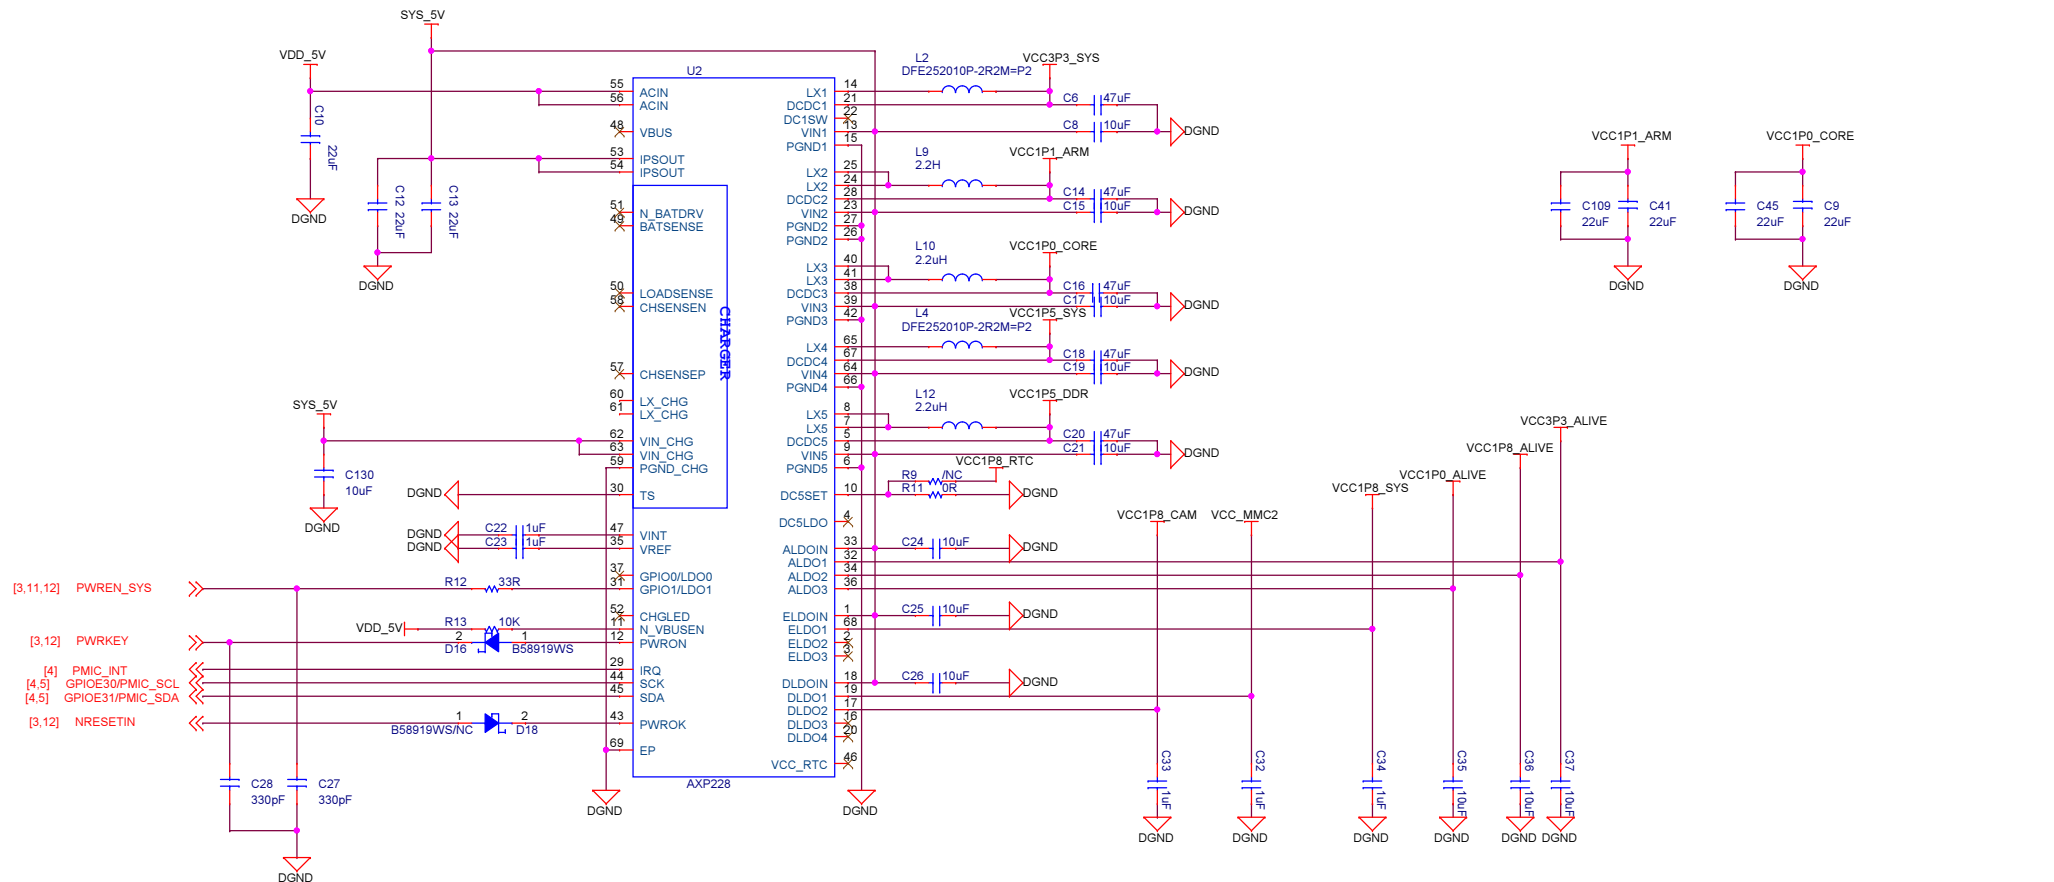 SYS_5V
VDD_5V
C10
22uF
DGND
C12 22uF
C13 22uF
DGND
U2
55 ACIN
56 ACIN
48 VBUS
53 IPSOUT
54 IPSOUT
51 N_BATDRV
49 BATSENSE
50 LOADSENSE
58 CHSENSEN
57 CHSENSEP
60 LX_CHG
61 LX_CHG
62 VIN_CHG
63 VIN_CHG
59 PGND_CHG
30 TS
47 VINT
35 VREF
37 GPIO0/LDO0
31 GPIO1/LDO1
52 CHGLED
11 N_VBUSEN
12 PWRON
29 IRQ
44 SCK
45 SDA
43 PWROK
69 EP
CHARGER
AXP228
LX1 14
DCDC1 21
DC1SW 22
VIN1 13
PGND1 15
LX2 25
LX2 24
DCDC2 28
VIN2 23
PGND2 27
PGND2 26
LX3 40
LX3 41
DCDC3 38
VIN3 39
PGND3 42
LX4 65
DCDC4 67
VIN4 64
PGND4 66
LX5 8
LX5 7
DCDC5 5
VIN5 9
PGND5 6
DC5SET 10
DC5LDO 4
ALDOIN 33
ALDO1 32
ALDO2 34
ALDO3 36
ELDOIN 1
ELDO1 68
ELDO2 2
ELDO3 3
DLDOIN 18
DLDO1 19
DLDO2 17
DLDO3 16
DLDO4 20
VCC_RTC 46
SYS_5V
C130
10uF
DGND
DGND
DGND C22 1uF
DGND C23 1uF
[3,11,12] PWREN_SYS
R12 33R
VDD_5V R13 10K
[3,12] PWRKEY
2 1
D16 B58919WS
[4] PMIC_INT
[4,5] GPIOE30/PMIC_SCL
[4,5] GPIOE31/PMIC_SDA
[3,12] NRESETIN
1 2
B58919WS/NC D18
C28
330pF
C27
330pF
DGND
DGND
DGND
L2
DFE252010P-2R2M=P2
VCC3P3_SYS
C6 47uF
C8 10uF
DGND
L9
2.2H
VCC1P1_ARM
C14 47uF
C15 10uF
DGND
L10
2.2uH
VCC1P0_CORE
C16 47uF
C17 10uF
DGND
L4
DFE252010P-2R2M=P2
VCC1P5_SYS
C18 47uF
C19 10uF
DGND
L12
2.2uH
VCC1P5_DDR
C20 47uF
C21 10uF
DGND
VCC1P8_RTC
R9 /NC
R11 0R
DGND
C24 10uF DGND
C25 10uF DGND
C26 10uF DGND
VCC1P8_CAM
VCC_MMC2
VCC1P8_SYS
VCC1P0_ALIVE
VCC1P8_ALIVE
VCC3P3_ALIVE
C33 1uF DGND
C32 1uF DGND
C34 1uF DGND
C35 10uF DGND
C36 10uF DGND
C37 10uF DGND
VCC1P1_ARM
C109
22uF
C41
22uF
DGND
VCC1P0_CORE
C45
22uF
C9
22uF
DGND